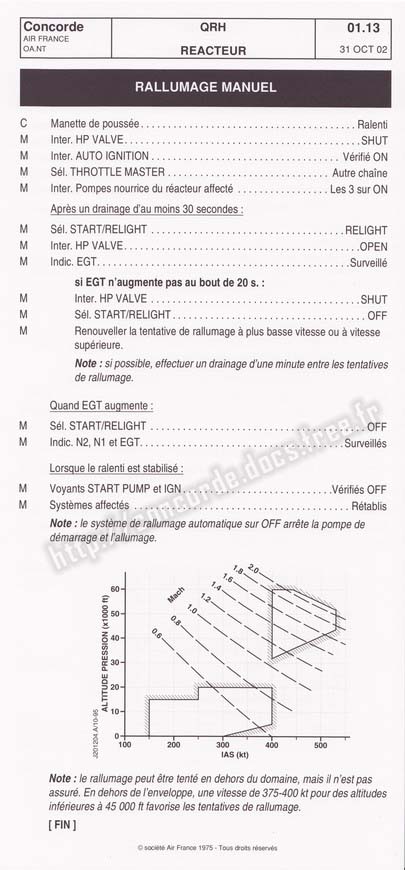 Concorde QRH 01.13
AIR FRANCE
OA.NT REACTEUR 31 OCT 02
RALLUMAGE MANUEL
C Manette de poussée Ralenti
M Inter. HP VALVE SHUT
M Inter. AUTO IGNITION Vérifié ON
M Sél. THROTTLE MASTER Autre chaîne
M Inter. Pompes nourrice du réacteur affecté Les 3 sur ON
Après un drainage d'au moins 30 secondes :
M Sél. START/RELIGHT RELIGHT
M Inter. HP VALVE OPEN
M Indic. EGT Surveillé
si EGT n'augmente pas au bout de 20 s. :
M Inter. HP VALVE SHUT
M Sél. START/RELIGHT OFF
M Renouveller la tentative de rallumage à plus basse vitesse ou à vitesse
supérieure.
Note : si possible, effectuer un drainage d'une minute entre les tentatives
de rallumage.
Quand EGT augmente :
M Sél. START/RELIGHT OFF
M Indic. N2, N1 et EGT Surveillés
Lorsque le ralenti est stabilisé :
M Voyants START PUMP et IGN Vérifiés OFF
M Systèmes affectés Rétablis
Note : le système de rallumage automatique sur OFF arrête la pompe de
démarrage et l'allumage.
http://concorde.docs.free.fr
ALTITUDE PRESSION (x1000 ft)
60
50
40
30
20
10
0
Mach
0.6
0.8
1.0
1.2
1.4
1.6
1.8
2.0
100 200 300 400 500
IAS (kt)
Note : le rallumage peut être tenté en dehors du domaine, mais il n'est pas
assuré. En dehors de l'enveloppe, une vitesse de 375-400 kt pour des altitudes
inférieures à 45 000 ft favorise les tentatives de rallumage.
[ FIN ]
© société Air France 1975 - Tous droits réservés